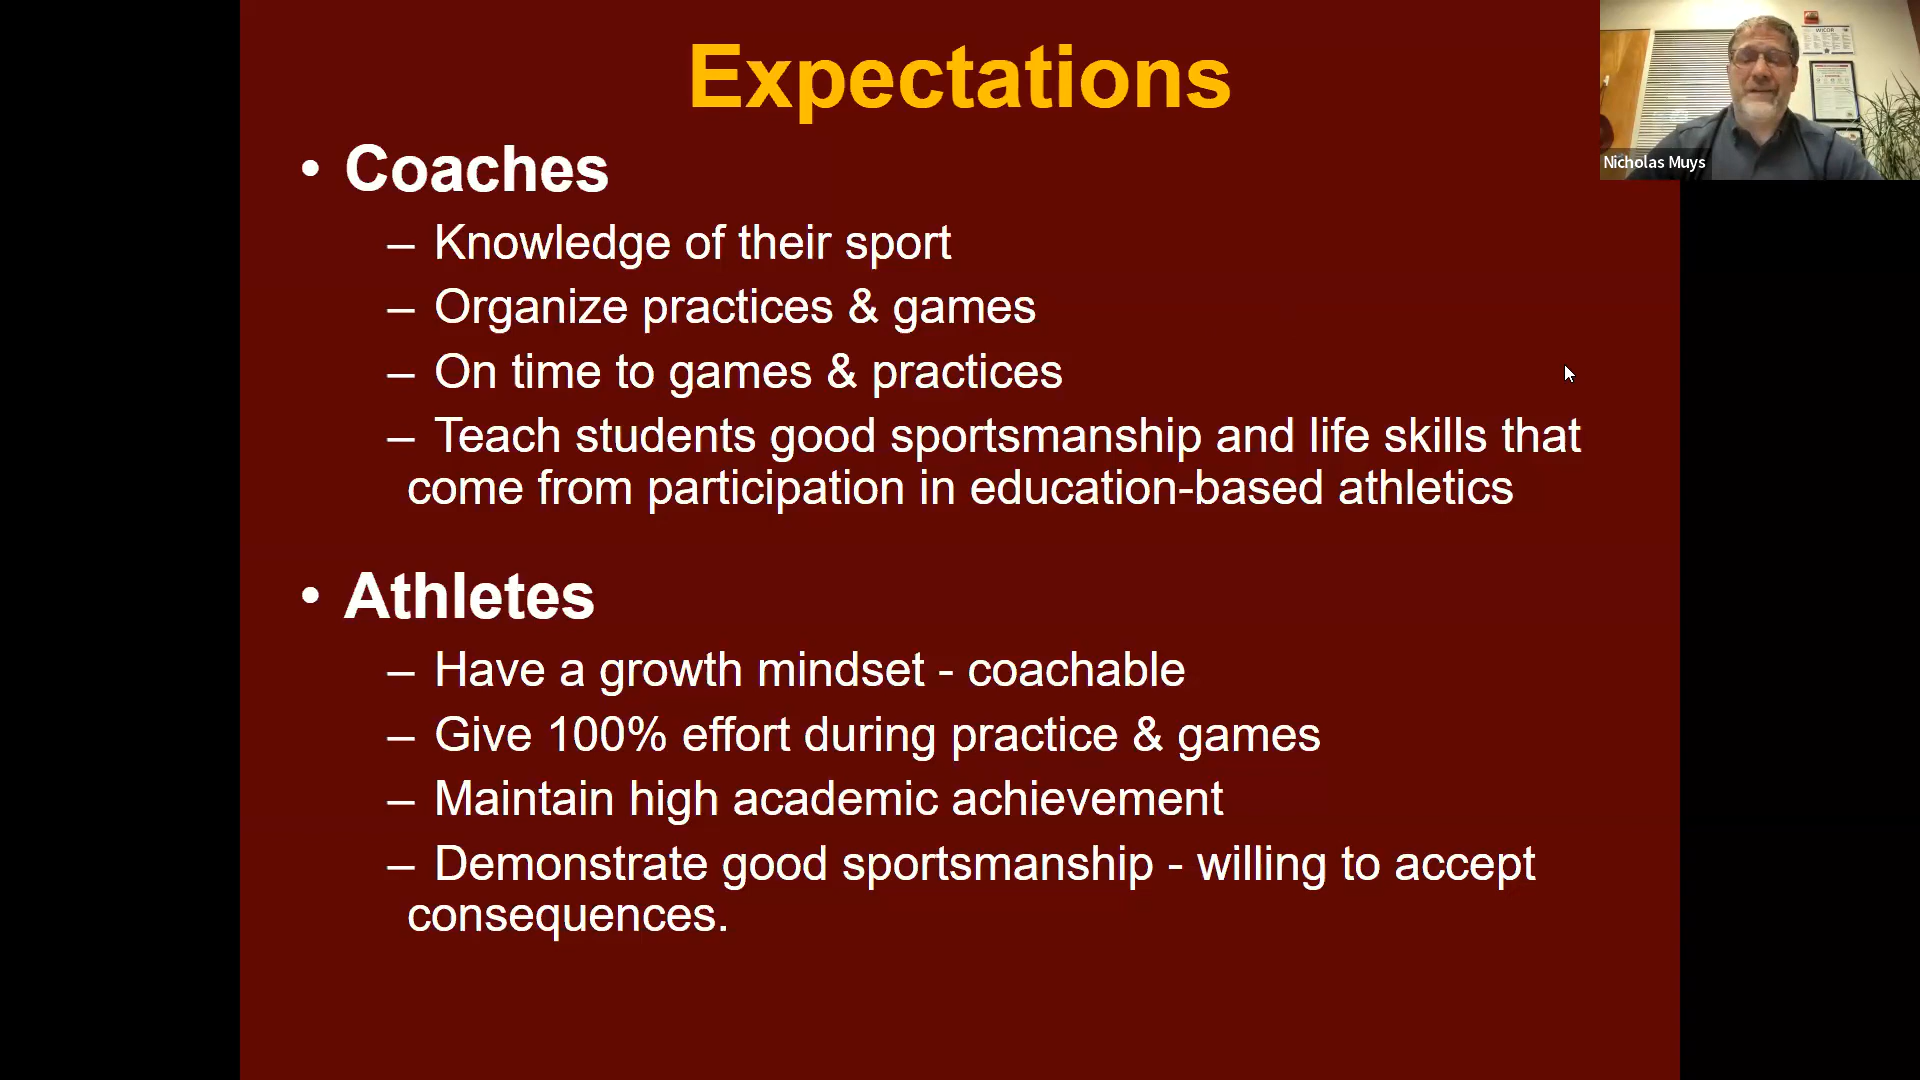 Expectations
• Coaches
– Knowledge of their sport
– Organize practices & games
– On time to games & practices
– Teach students good sportsmanship and life skills that
come from participation in education-based athletics
• Athletes
– Have a growth mindset - coachable
– Give 100% effort during practice & games
– Maintain high academic achievement
– Demonstrate good sportsmanship - willing to accept
consequences.
WICOR
Nicholas Muys